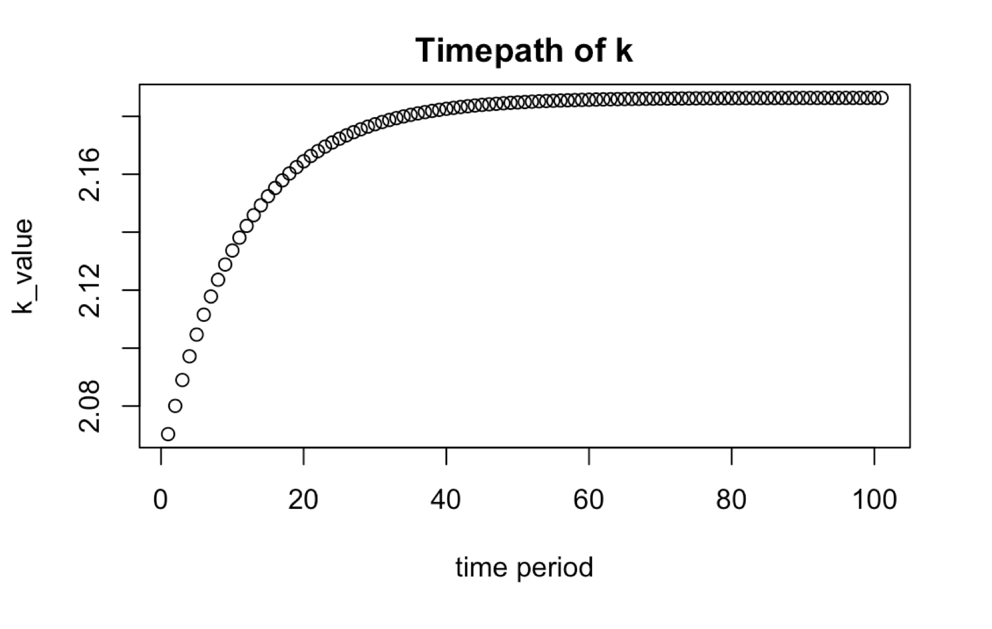 Timepath of k
k_value
2.16
2.12
2.08
0 20 40 60 80 100
time period